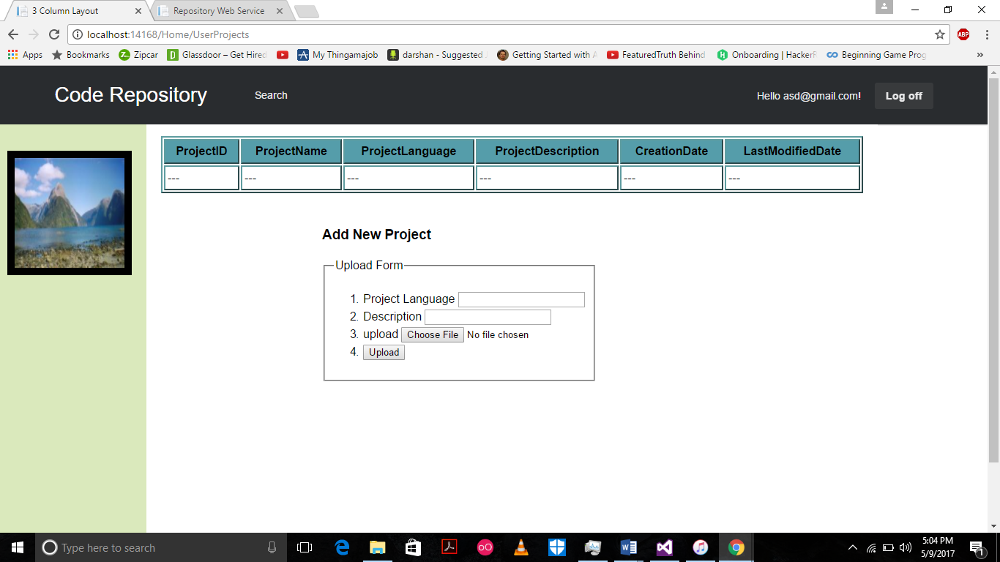 3 Column Layout
Repository Web Service
localhost:14168/Home/UserProjects
ABP
Apps
Bookmarks
Zipcar
Glassdoor – Get Hired
My Thingamajob
darshan - Suggested
Getting Started with A
FeaturedTruth Behind
Onboarding | HackerR
Beginning Game Prog
Code Repository
Search
Hello asd@gmail.com!
Log off
ProjectID ProjectName ProjectLanguage ProjectDescription CreationDate LastModifiedDate
--- --- --- --- --- ---
Add New Project
Upload Form
1. Project Language
2. Description
3. upload Choose File No file chosen
4. Upload
Type here to search
5:04 PM
5/9/2017
1